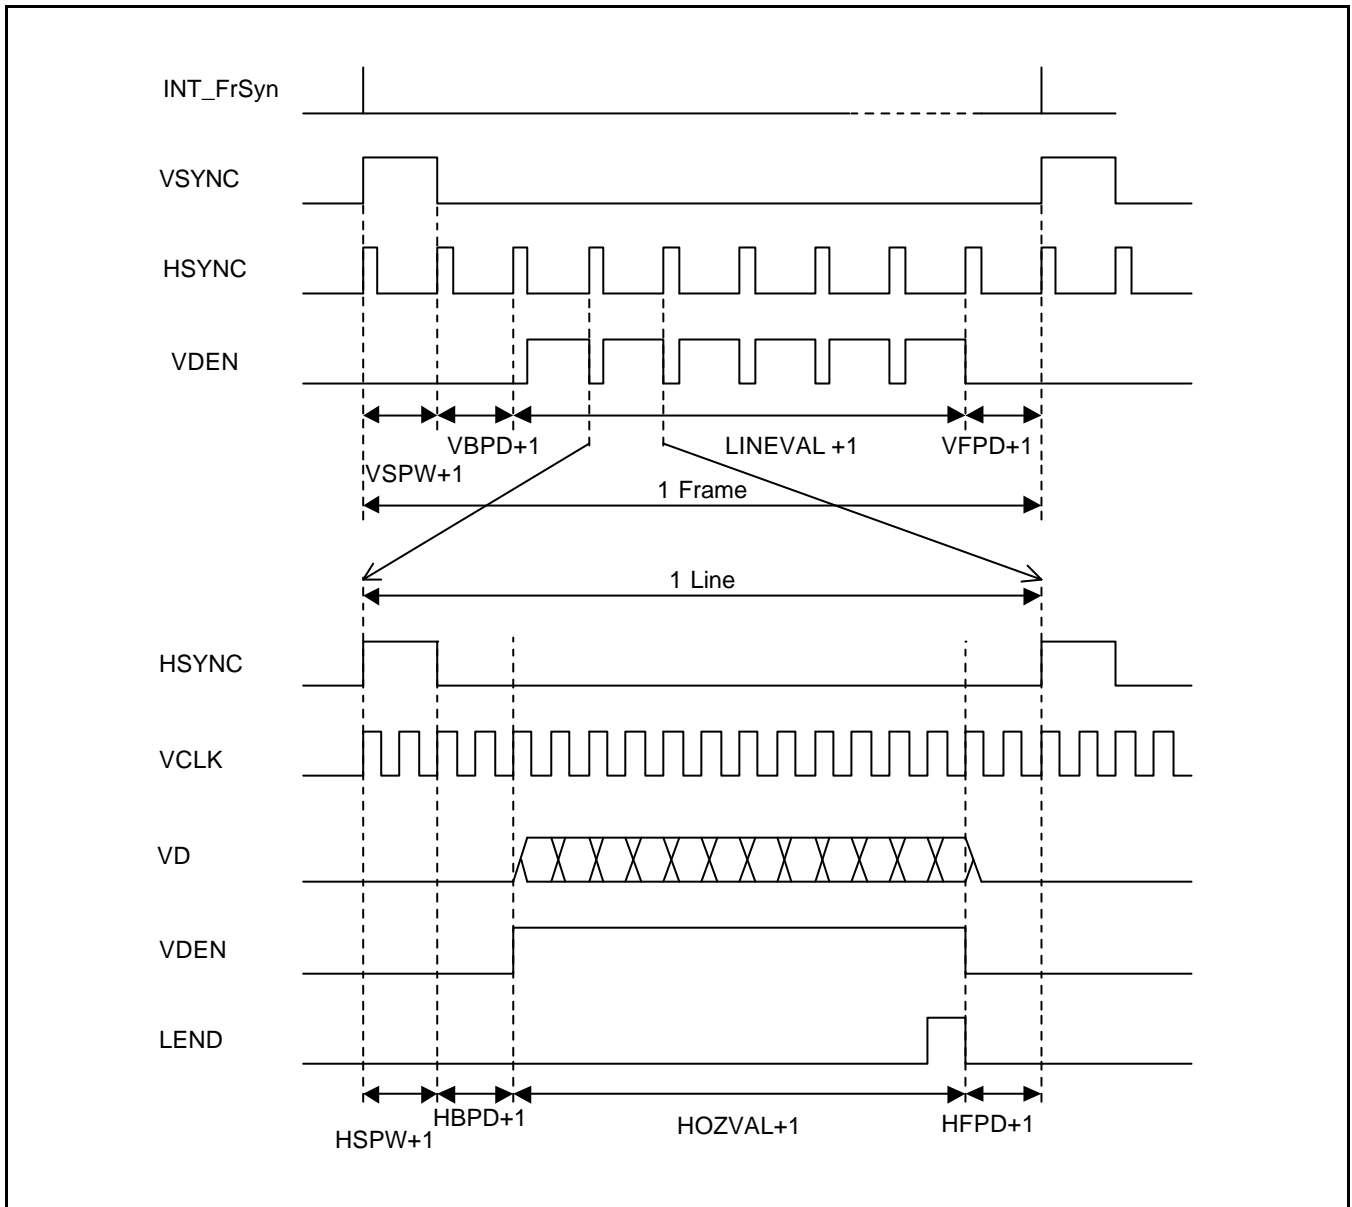 INT_FrSyn
VSYNC
HSYNC
VDEN
VBPD+1
LINEVAL +1
VFPD+1
VSPW+1
1 Frame
1 Line
HSYNC
VCLK
VD
VDEN
LEND
HBPD+1
HOZVAL+1
HFPD+1
HSPW+1